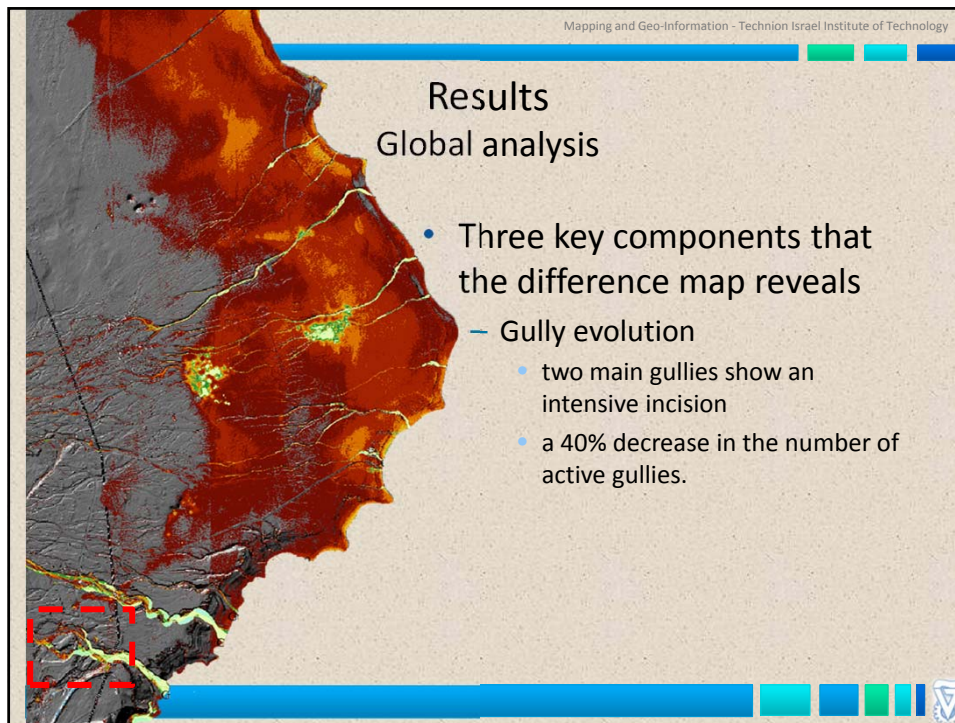 Mapping and Geo-Information - Technion Israel Institute of Technology
Results
Global analysis
• Three key components that
the difference map reveals
– Gully evolution
• two main gullies show an
intensive incision
• a 40% decrease in the number of
active gullies.